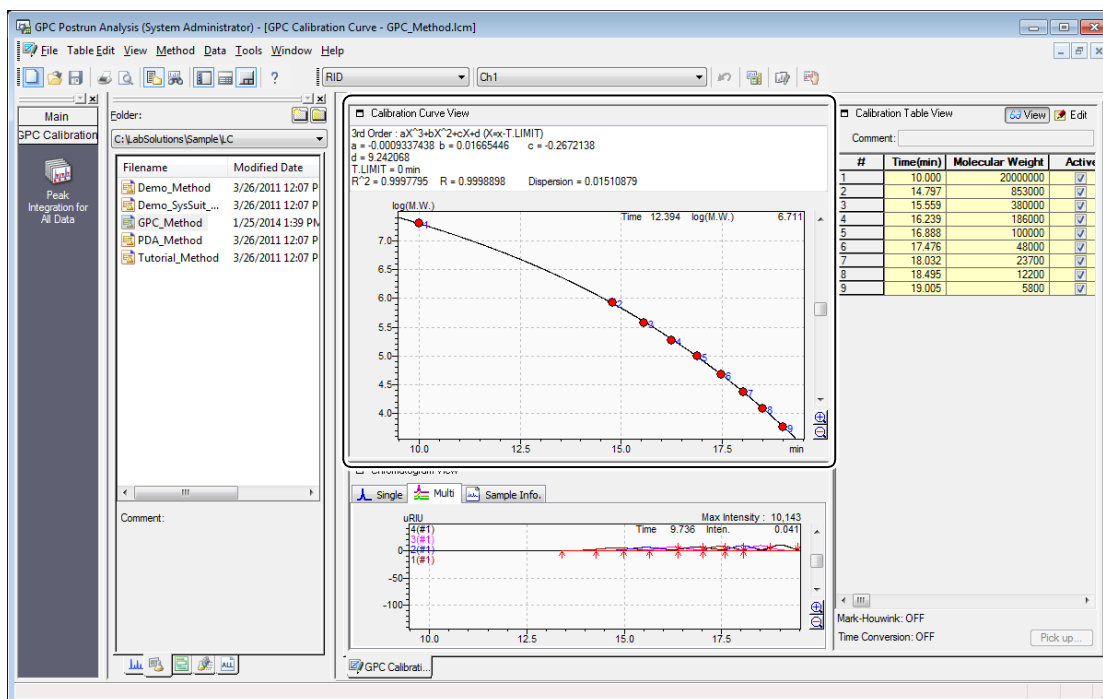 GPC Postrun Analysis (System Administrator) - [GPC Calibration Curve - GPC_Method.lcm]
File Table Edit View Method Data Tools Window Help
RID Ch1
Main
GPC Calibration
Peak
Integration for
All Data
Folder:
C:\LabSolutions\Sample\LC
Filename Modified Date
Demo_Method 3/26/2011 12:07 P
Demo_SysSuit_... 3/26/2011 12:07 P
GPC_Method 1/25/2014 1:39 PM
PDA_Method 3/26/2011 12:07 P
Tutorial_Method 3/26/2011 12:07 P
Comment:
ALL
Calibration Curve View
3rd Order : aX^3+bX^2+cX+d (X=x-T.LIMIT)
a = -0.0009337438 b = 0.01665446 c = -0.2672138
d = 9.242068
T.LIMIT = 0 min
R^2 = 0.9997795 R = 0.9998898 Dispersion = 0.01510879
log(M.W.)
Time 12.394 log(M.W.) 6.711
7.0
6.5
6.0
5.5
5.0
4.5
4.0
1
2
3
4
5
6
7
8
9
10.0 12.5 15.0 17.5 min
Chromatogram View
Single Multi Sample Info.
uRIU Max Intensity : 10,143
4(#1) Time 9.736 Inten. 0.041
3(#1)
2(#1)
1(#1)
0
-50
-100
10.0 12.5 15.0 17.5
GPC Calibrati...
Calibration Table View View Edit
Comment:
# Time(min) Molecular Weight Active
1 10.000 20000000
2 14.797 853000
3 15.559 380000
4 16.239 186000
5 16.888 100000
6 17.476 48000
7 18.032 23700
8 18.495 12200
9 19.005 5800
Mark-Houwink: OFF
Time Conversion: OFF Pick up...